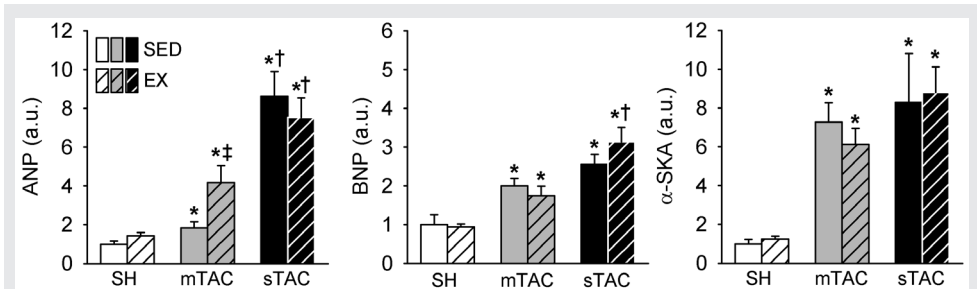 ANP (a.u.)
12
10
8
6
4
2
0
SED
EX
*
*‡
*†
*†
SH
mTAC
sTAC
BNP (a.u.)
6
5
4
3
2
1
0
*
*
*
*†
SH
mTAC
sTAC
α-SKA (a.u.)
12
10
8
6
4
2
0
*
*
*
*
SH
mTAC
sTAC